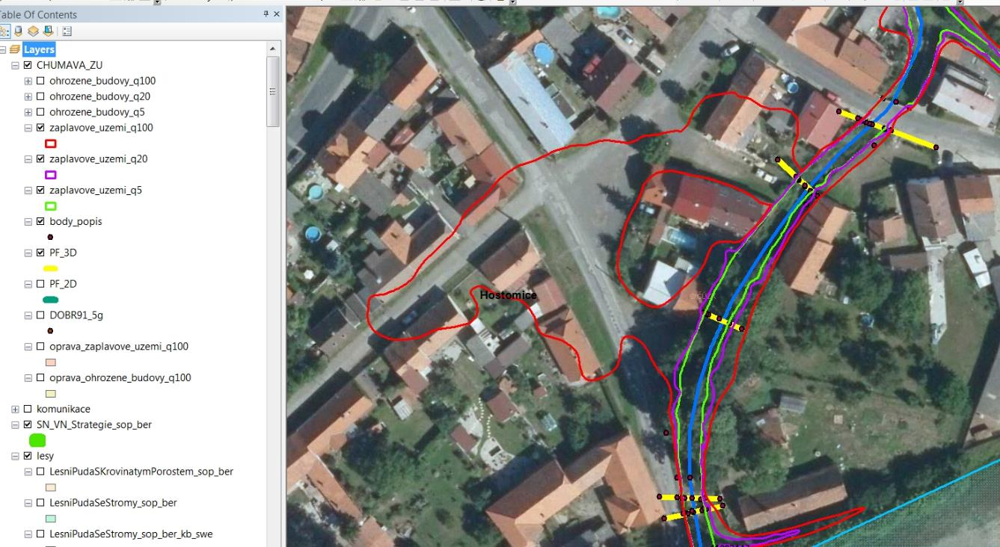 Table Of Contents
Layers
CHUMAVA_ZU
ohrozene_budovy_q100
ohrozene_budovy_q20
ohrozene_budovy_q5
zaplavove_uzemi_q100
zaplavove_uzemi_q20
zaplavove_uzemi_q5
body_popis
PF_3D
PF_2D
DOBR91_5g
oprava_zaplavove_uzemi_q100
oprava_ohrozene_budovy_q100
komunikace
SN_VN_Strategie_sop_ber
lesy
LesniPudaSKrovinatymPorostem_sop_ber
LesniPudaSeStromy_sop_ber
LesniPudaSeStromy_sop_ber_kb_swe
Hostomice